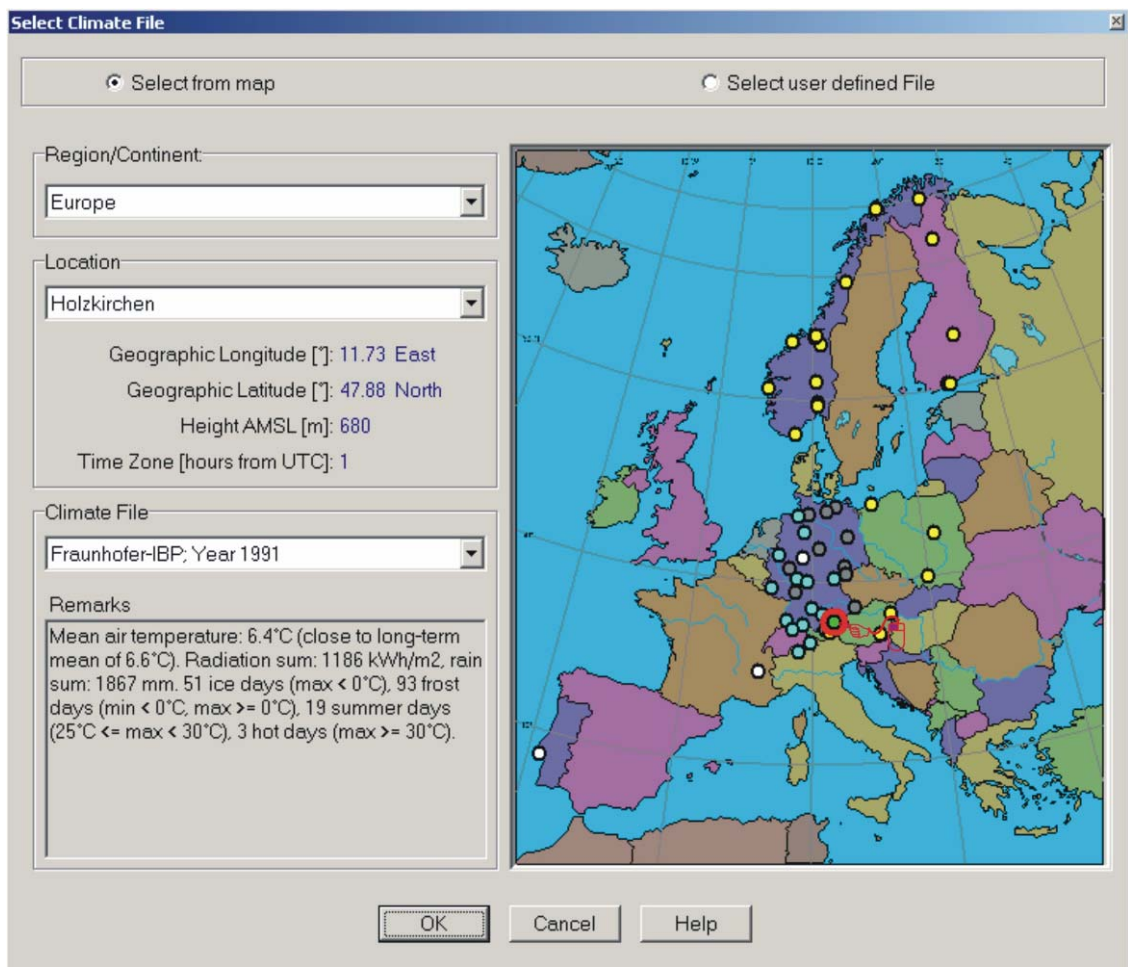 Select Climate File
Select from map
Select user defined File
Region/Continent:
Europe
Location
Holzkirchen
Geographic Longitude [°]: 11.73 East
Geographic Latitude [°]: 47.88 North
Height AMSL [m]: 680
Time Zone [hours from UTC]: 1
Climate File
Fraunhofer-IBP; Year 1991
Remarks
Mean air temperature: 6.4°C (close to long-term
mean of 6.6°C). Radiation sum: 1186 kWh/m2, rain
sum: 1867 mm. 51 ice days (max < 0°C), 93 frost
days (min < 0°C, max >= 0°C), 19 summer days
(25°C <= max < 30°C), 3 hot days (max >= 30°C).
OK
Cancel
Help